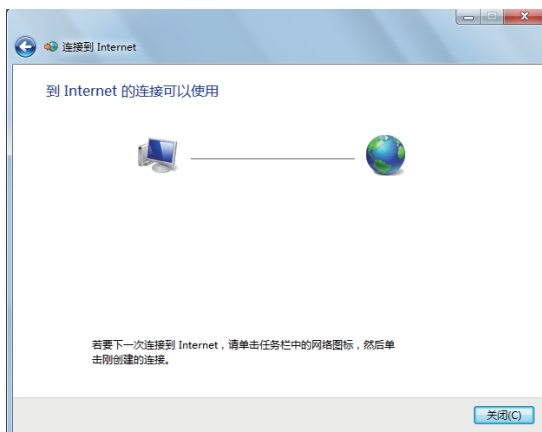 连接到 Internet
到 Internet 的连接可以使用
若要下一次连接到 Internet，请单击任务栏中的网络图标，然后单
击刚创建的连接。
关闭(C)